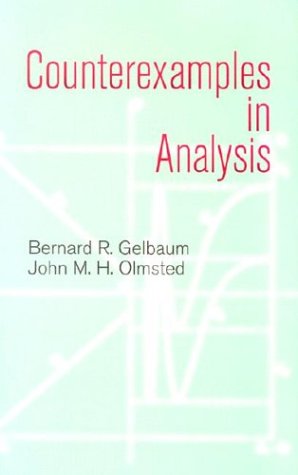 Counterexamples
in
Analysis
Bernard R. Gelbaum
John M. H. Olmsted